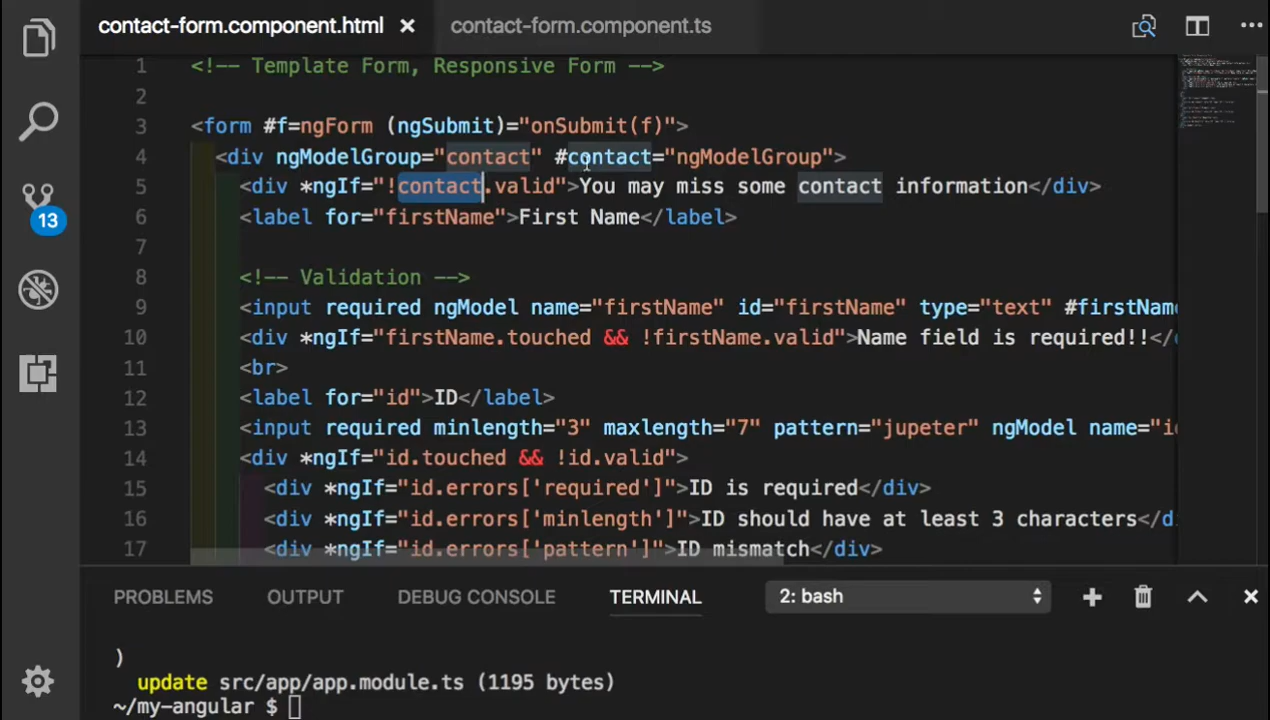 contact-form.component.html
contact-form.component.ts
1 <!-- Template Form, Responsive Form -->
2
3 <form #f=ngForm (ngSubmit)="onSubmit(f)">
4 <div ngModelGroup="contact" #contact="ngModelGroup">
5 <div *ngIf="!contact.valid">You may miss some contact information</div>
6 <label for="firstName">First Name</label>
7
8 <!-- Validation -->
9 <input required ngModel name="firstName" id="firstName" type="text" #firstName
10 <div *ngIf="firstName.touched && !firstName.valid">Name field is required!!</
11 <br>
12 <label for="id">ID</label>
13 <input required minlength="3" maxlength="7" pattern="jupeter" ngModel name="i
14 <div *ngIf="id.touched && !id.valid">
15 <div *ngIf="id.errors['required']">ID is required</div>
16 <div *ngIf="id.errors['minlength']">ID should have at least 3 characters</d
17 <div *ngIf="id.errors['pattern']">ID mismatch</div>
13
PROBLEMS OUTPUT DEBUG CONSOLE TERMINAL 2: bash
)
update src/app/app.module.ts (1195 bytes)
~/my-angular $